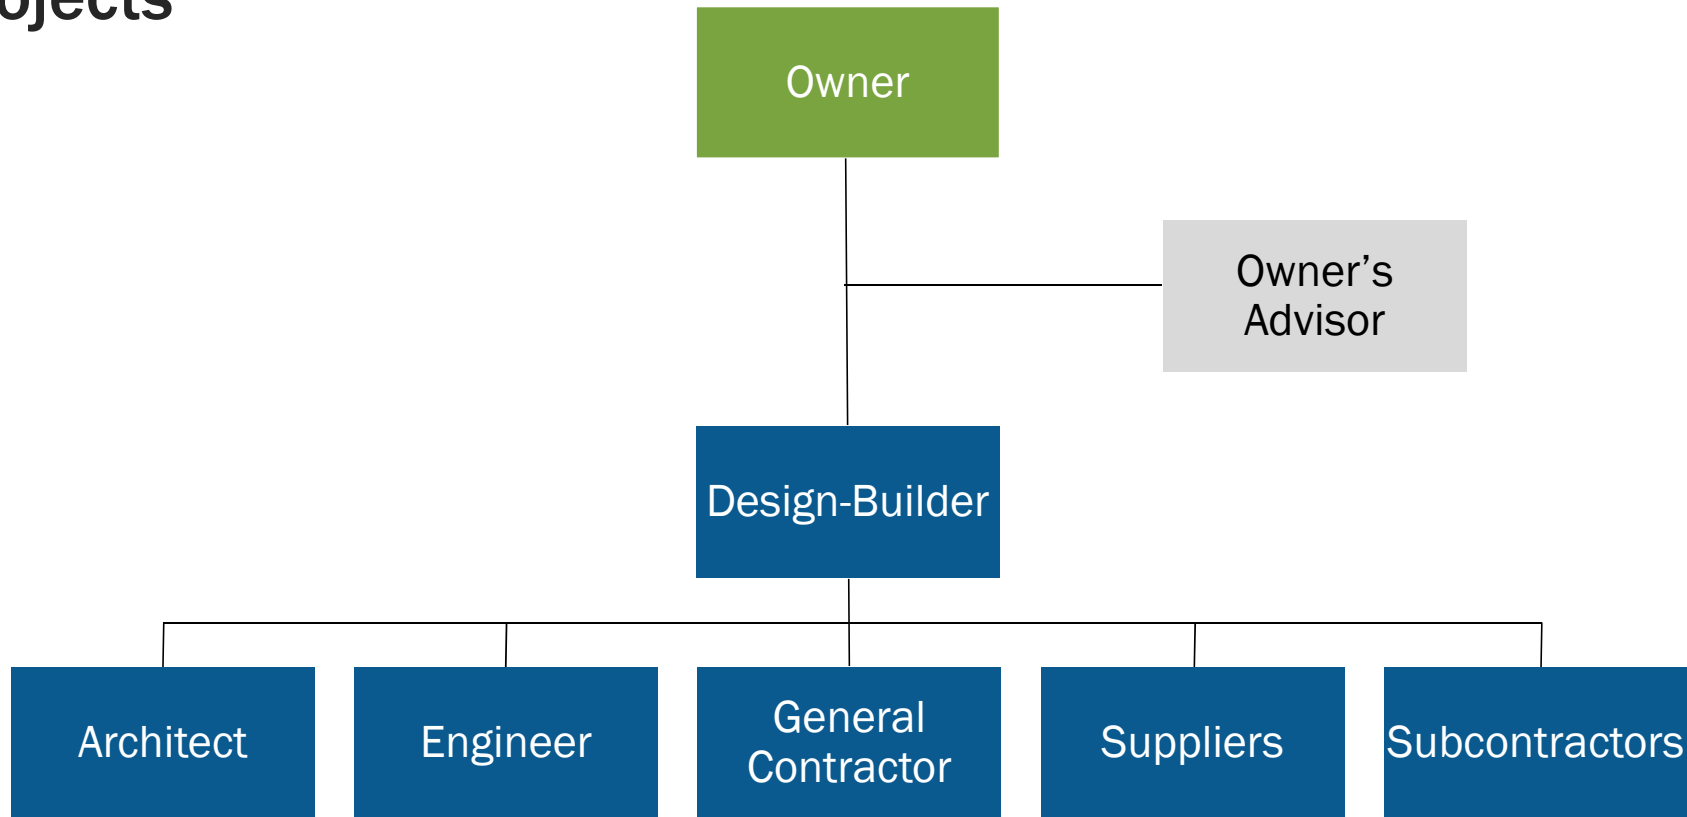 ojects
Owner
Owner’s
Advisor
Design-Builder
Architect
Engineer
General
Contractor
Suppliers
Subcontractors